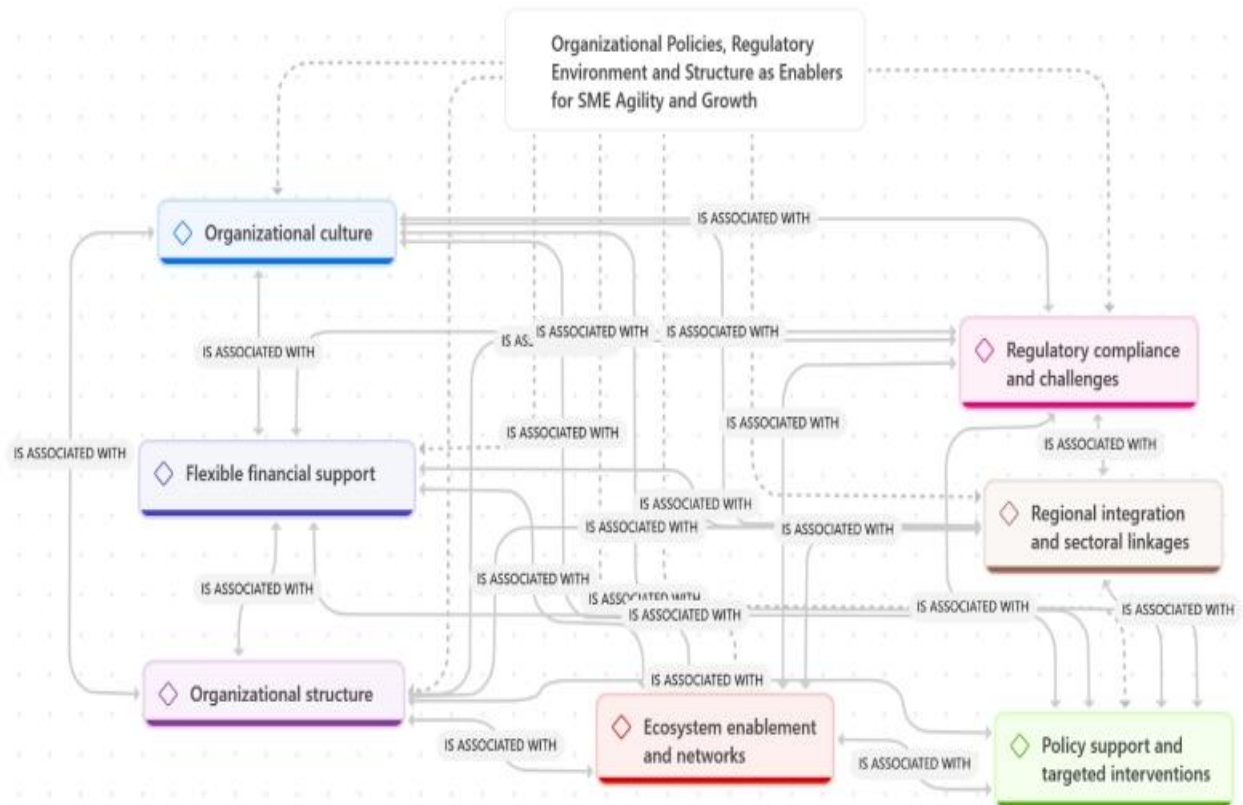 Organizational Policies, Regulatory
Environment and Structure as Enablers
for SME Agility and Growth
Organizational culture
IS ASSOCIATED WITH
IS ASSOCIATED WITH
IS ASSOCIATED WITH
IS AS
IS ASSOCIATED WITH
IS ASSOCIATED WITH
Regulatory compliance
and challenges
IS ASSOCIATED WITH
IS ASSOCIATED WITH
IS ASSOCIATED WITH
IS ASSOCIATED WITH
Flexible financial support
IS ASSOCIATED WITH
IS ASSOCIATED WITH
IS ASSOCIATED WITH
Regional integration
and sectoral linkages
IS ASSOCIATED WITH
IS ASSOCIATED WITH
IS ASSOCIATED WITH
IS ASSOCIATED WITH
IS ASSOCIATED WITH
IS ASSOCIATED WITH
Organizational structure
IS ASSOCIATED WITH
Ecosystem enablement
and networks
IS ASSOCIATED WITH
IS ASSOCIATED WITH
Policy support and
targeted interventions